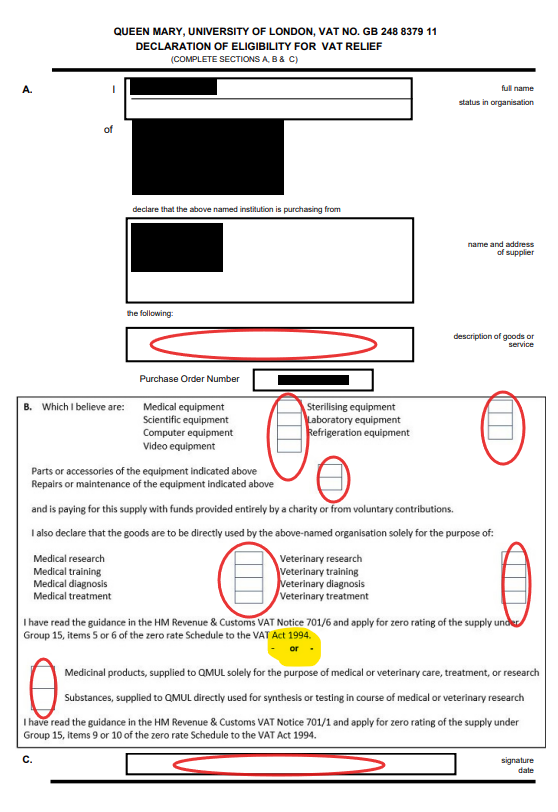 QUEEN MARY, UNIVERSITY OF LONDON, VAT NO. GB 248 8379 11
DECLARATION OF ELIGIBILITY FOR VAT RELIEF
(COMPLETE SECTIONS A, B & C)
A. I full name
status in organisation
of
declare that the above named institution is purchasing from
name and address
of supplier
the following:
description of goods or
service
Purchase Order Number
B. Which I believe are: Medical equipment Sterilising equipment
Scientific equipment Laboratory equipment
Computer equipment Refrigeration equipment
Video equipment
Parts or accessories of the equipment indicated above
Repairs or maintenance of the equipment indicated above
and is paying for this supply with funds provided entirely by a charity or from voluntary contributions.
I also declare that the goods are to be directly used by the above-named organisation solely for the purpose of:
Medical research Veterinary research
Medical training Veterinary training
Medical diagnosis Veterinary diagnosis
Medical treatment Veterinary treatment
I have read the guidance in the HM Revenue & Customs VAT Notice 701/6 and apply for zero rating of the supply under
Group 15, items 5 or 6 of the zero rate Schedule to the VAT Act 1994.
- or -
Medicinal products, supplied to QMUL solely for the purpose of medical or veterinary care, treatment, or research
Substances, supplied to QMUL directly used for synthesis or testing in course of medical or veterinary research
I have read the guidance in the HM Revenue & Customs VAT Notice 701/1 and apply for zero rating of the supply under
Group 15, items 9 or 10 of the zero rate Schedule to the VAT Act 1994.
C. signature
date